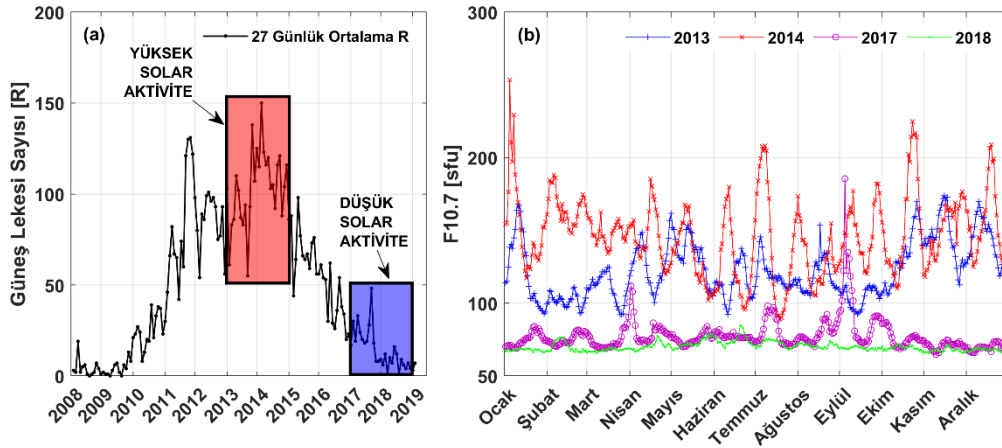 (a)
27 Günlük Ortalama R
YÜKSEK
SOLAR
AKTİVİTE
DÜŞÜK
SOLAR
AKTİVİTE
Güneş Lekesi Sayısı [R]
200
150
100
50
0
2008
2009
2010
2011
2012
2013
2014
2015
2016
2017
2018
2019
(b)
2013
2014
2017
2018
F10.7 [sfu]
300
200
100
50
Ocak
Şubat
Mart
Nisan
Mayıs
Haziran
Temmuz
Ağustos
Eylül
Ekim
Kasım
Aralık